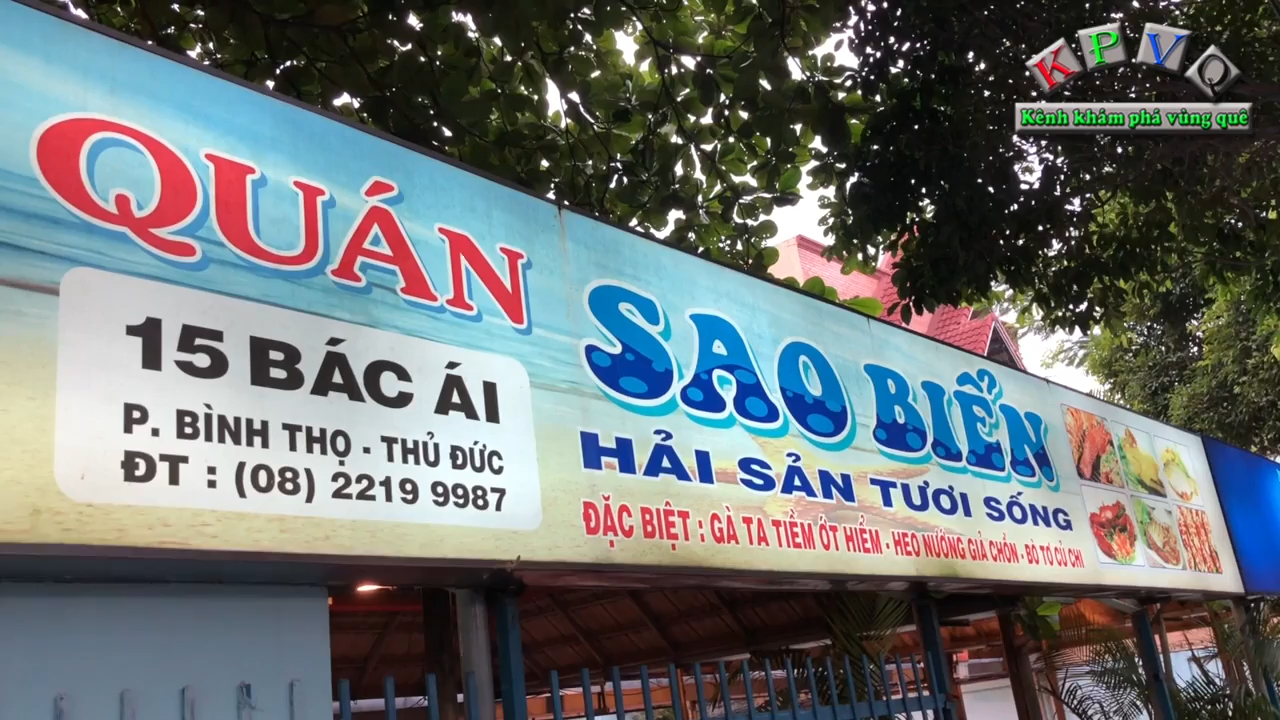 KPVQ
Kênh khám phá vùng quê
QUÁN SAO BIỂN
15 BÁC ÁI
P. BÌNH THỌ - THỦ ĐỨC
ĐT : (08) 2219 9987
HẢI SẢN TƯƠI SỐNG
ĐẶC BIỆT : GÀ TA TIỀM ỚT HIỂM - HEO NƯỚNG GIẢ CHỒN - BÒ TƠ CỦ CHI